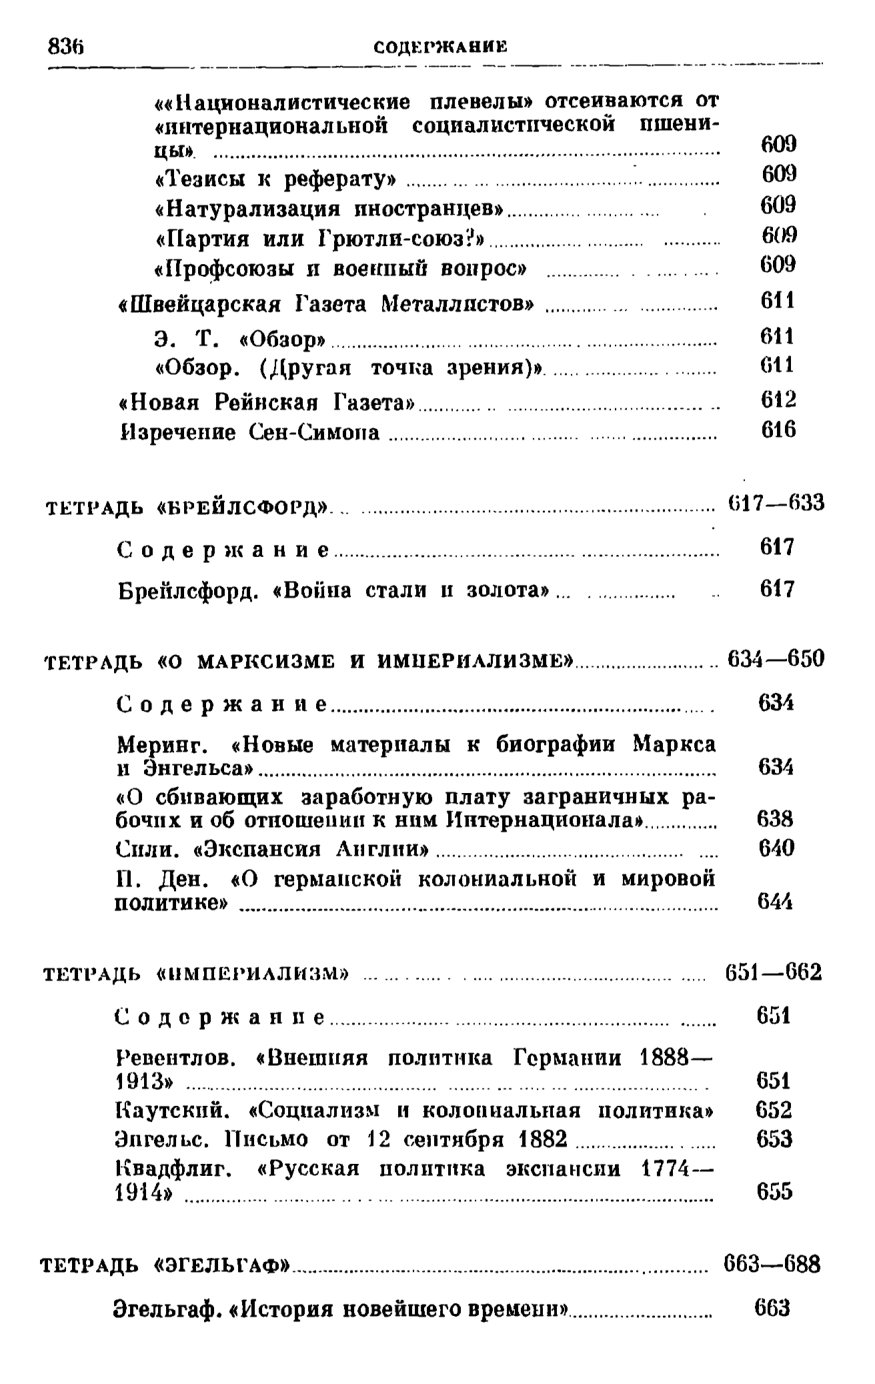 836 СОДЕРЖАНИЕ
««Националистические плевелы» отсеиваются от
«интернациональной социалистической пшени-
цы» 609
«Тезисы к реферату» 609
«Натурализация иностранцев» 609
«Партия или Грютли-союз?» 609
«Профсоюзы и военный вопрос» 609
«Швейцарская Газета Металлистов» 611
Э. Т. «Обзор» 611
«Обзор. (Другая точка зрения)» 611
«Новая Рейнская Газета» 612
Изречение Сен-Симона 616
ТЕТРАДЬ «БРЕЙЛСФОРД» 617—633
Содержание 617
Брейлсфорд. «Война стали и золота» 617
ТЕТРАДЬ «О МАРКСИЗМЕ И ИМПЕРИАЛИЗМЕ» 634—650
Содержание 634
Меринг. «Новые материалы к биографии Маркса
и Энгельса» 634
«О сбивающих заработную плату заграничных ра-
бочих и об отношении к ним Интернационала» 638
Сили. «Экспансия Англии» 640
П. Ден. «О германской колониальной и мировой
политике» 644
ТЕТРАДЬ «ИМПЕРИАЛИЗМ» 651—662
Содержание 651
Ревентлов. «Внешняя политика Германии 1888—
1913» 651
Каутский. «Социализм и колониальная политика» 652
Энгельс. Письмо от 12 сентября 1882 653
Квадфлиг. «Русская политика экспансии 1774—
1914» 655
ТЕТРАДЬ «ЭГЕЛЬГАФ» 663—688
Эгельгаф. «История новейшего времени» 663